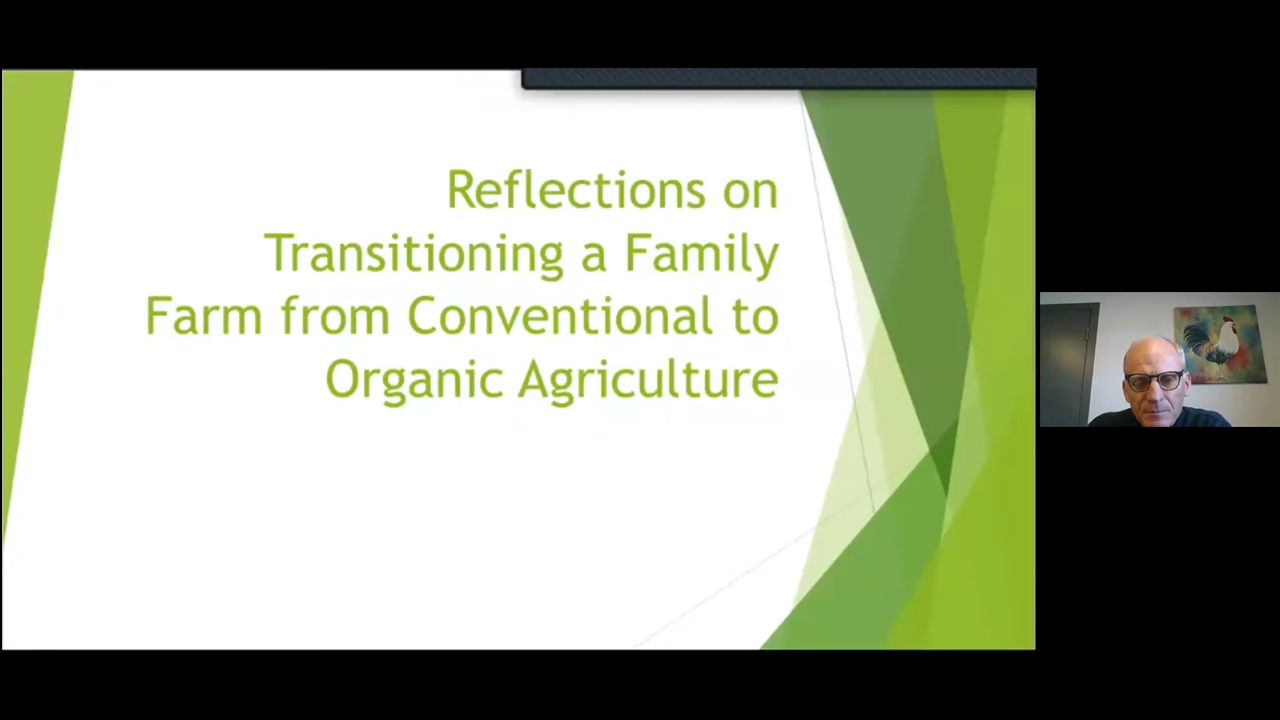 Reflections on
Transitioning a Family
Farm from Conventional to
Organic Agriculture